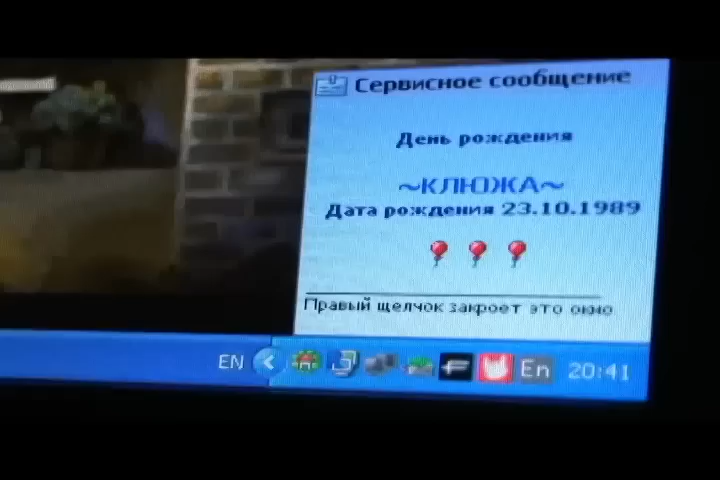 Сервисное сообщение
День рождения
~КЛЮЖА~
Дата рождения 23.10.1989
Правый щелчок закроет это окно
EN
En
20:41